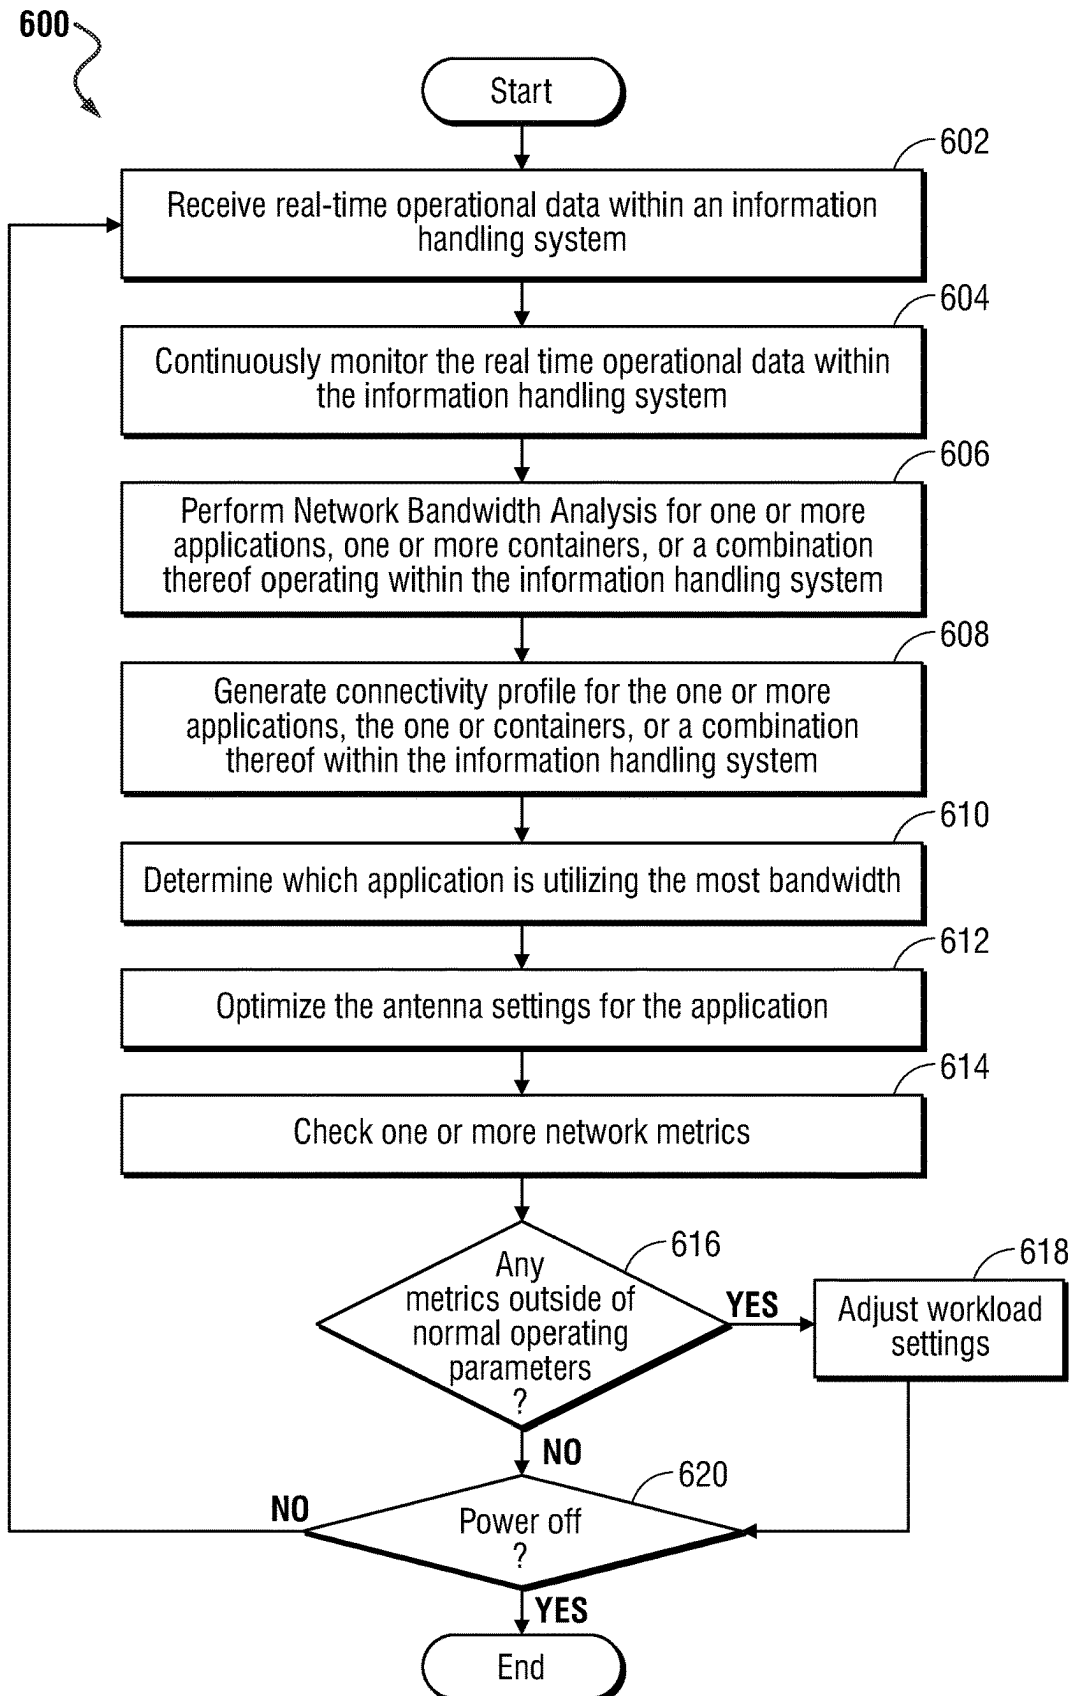 600
Start
602
Receive real-time operational data within an information
handling system
604
Continuously monitor the real time operational data within
the information handling system
606
Perform Network Bandwidth Analysis for one or more
applications, one or more containers, or a combination
thereof operating within the information handling system
608
Generate connectivity profile for the one or more
applications, the one or containers, or a combination
thereof within the information handling system
610
Determine which application is utilizing the most bandwidth
612
Optimize the antenna settings for the application
614
Check one or more network metrics
616
Any
metrics outside of
normal operating
parameters
?
YES
618
Adjust workload
settings
NO
620
Power off
?
NO
YES
End